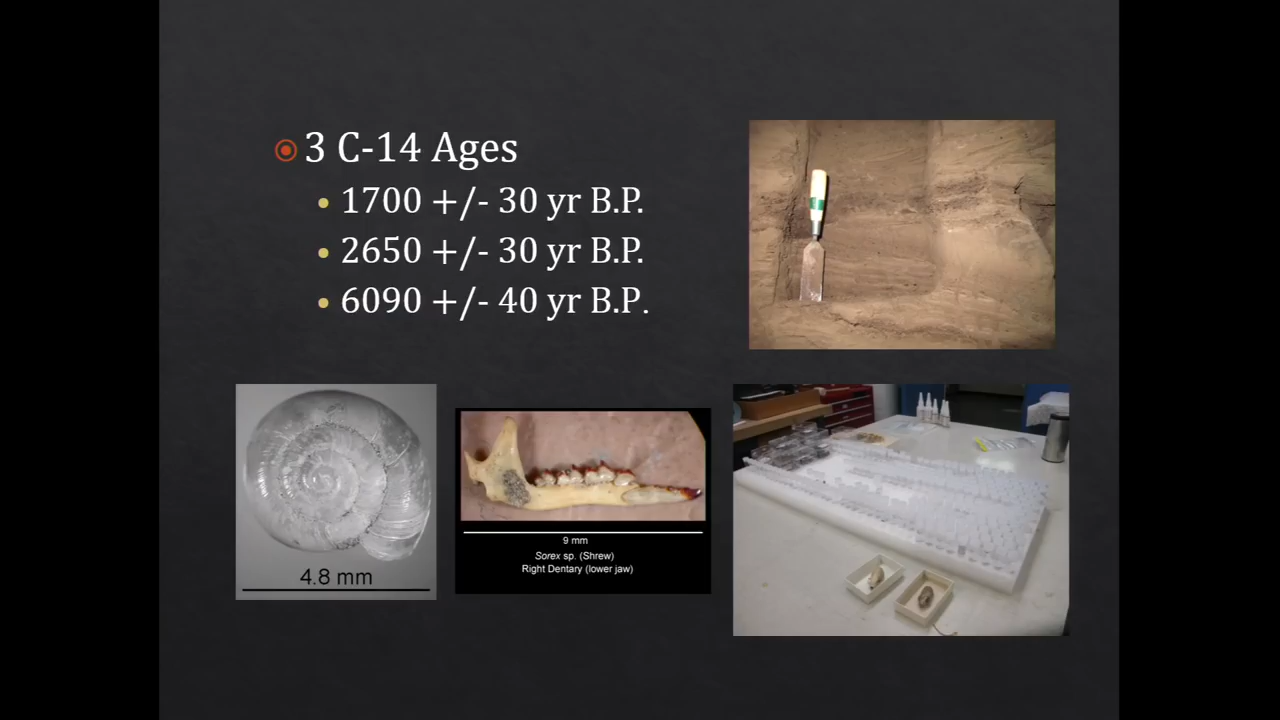 3 C-14 Ages
1700 +/- 30 yr B.P.
2650 +/- 30 yr B.P.
6090 +/- 40 yr B.P.
4.8 mm
9 mm
Sorex sp. (Shrew)
Right Dentary (lower jaw)